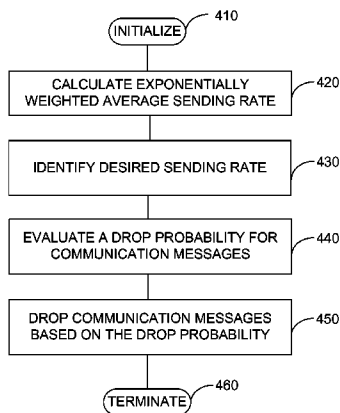 INITIALIZE
410
CALCULATE EXPONENTIALLY
WEIGHTED AVERAGE SENDING RATE
420
IDENTIFY DESIRED SENDING RATE
430
EVALUATE A DROP PROBABILITY FOR
COMMUNICATION MESSAGES
440
DROP COMMUNICATION MESSAGES
BASED ON THE DROP PROBABILITY
450
TERMINATE
460